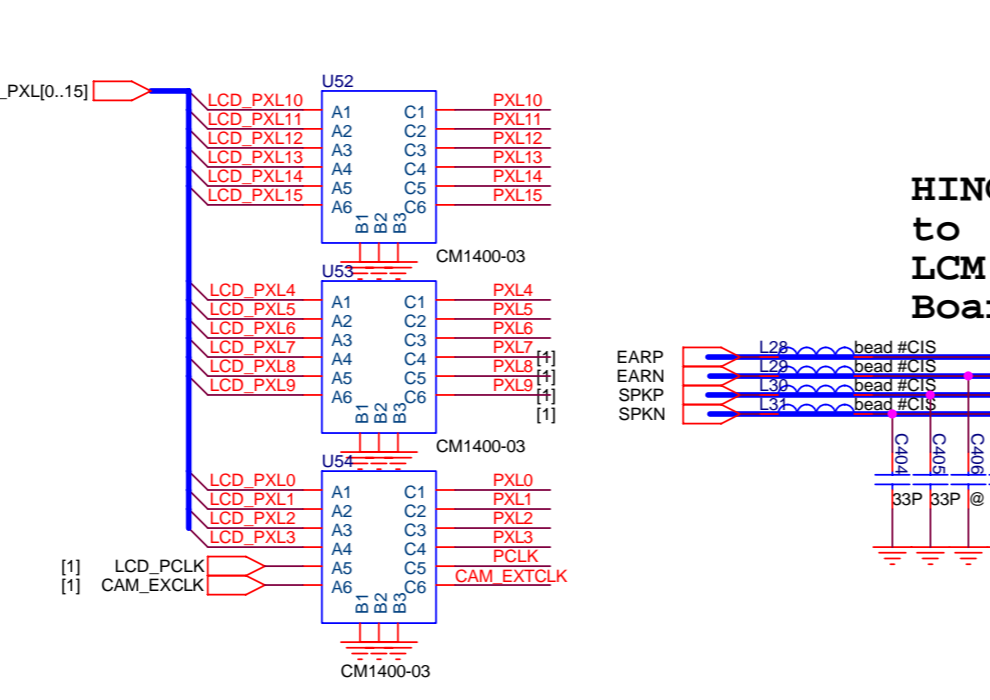 _PXL[0..15]
U52
LCD_PXL10 A1 C1 PXL10
LCD_PXL11 A2 C2 PXL11
LCD_PXL12 A3 C3 PXL12
LCD_PXL13 A4 C4 PXL13
LCD_PXL14 A5 C5 PXL14
LCD_PXL15 A6 C6 PXL15
B1 B2 B3
CM1400-03
U53
LCD_PXL4 A1 C1 PXL4
LCD_PXL5 A2 C2 PXL5
LCD_PXL6 A3 C3 PXL6
LCD_PXL7 A4 C4 PXL7
LCD_PXL8 A5 C5 PXL8
LCD_PXL9 A6 C6 PXL9
B1 B2 B3
CM1400-03
U54
LCD_PXL0 A1 C1 PXL0
LCD_PXL1 A2 C2 PXL1
LCD_PXL2 A3 C3 PXL2
LCD_PXL3 A4 C4 PXL3
[1] LCD_PCLK A5 C5 PCLK
[1] CAM_EXCLK A6 C6 CAM_EXTCLK
B1 B2 B3
CM1400-03
to
LCM
[1] EARP L28 bead #CIS
[1] EARN L29 bead #CIS
[1] SPKP L30 bead #CIS
[1] SPKN L31 bead #CIS
C404 C405 C406
33P 33P @